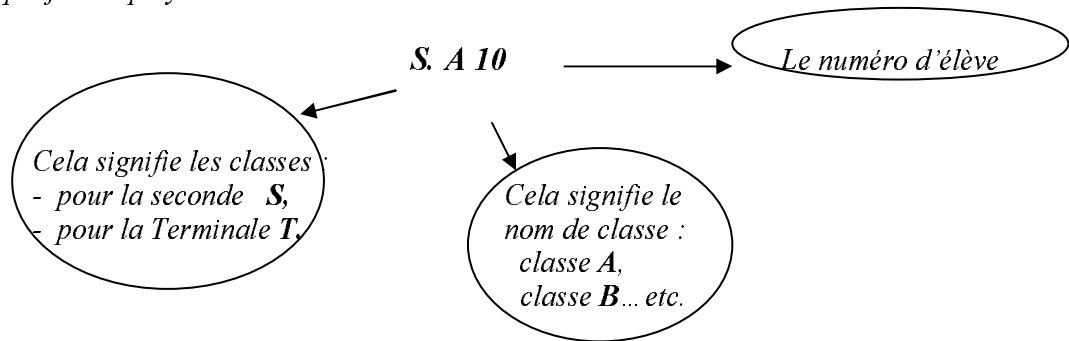 S. A 10
Le numéro d'élève
Cela signifie les classes :
- pour la seconde S,
- pour la Terminale T,
Cela signifie le
nom de classe :
classe A,
classe B... etc.